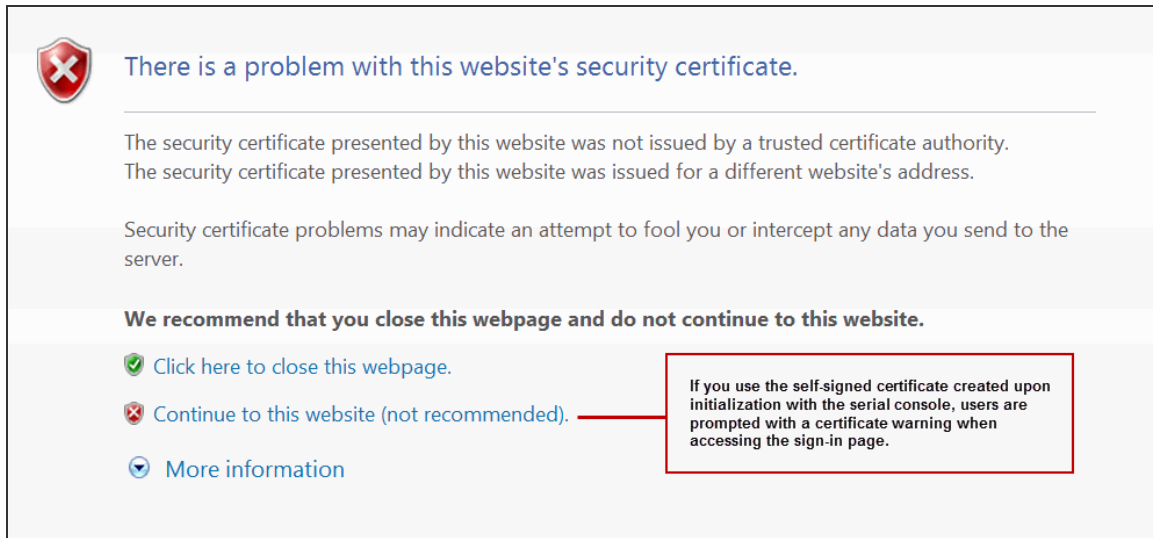 There is a problem with this website's security certificate.
The security certificate presented by this website was not issued by a trusted certificate authority.
The security certificate presented by this website was issued for a different website's address.
Security certificate problems may indicate an attempt to fool you or intercept any data you send to the
server.
We recommend that you close this webpage and do not continue to this website.
Click here to close this webpage.
Continue to this website (not recommended).
If you use the self-signed certificate created upon
initialization with the serial console, users are
prompted with a certificate warning when
accessing the sign-in page.
More information